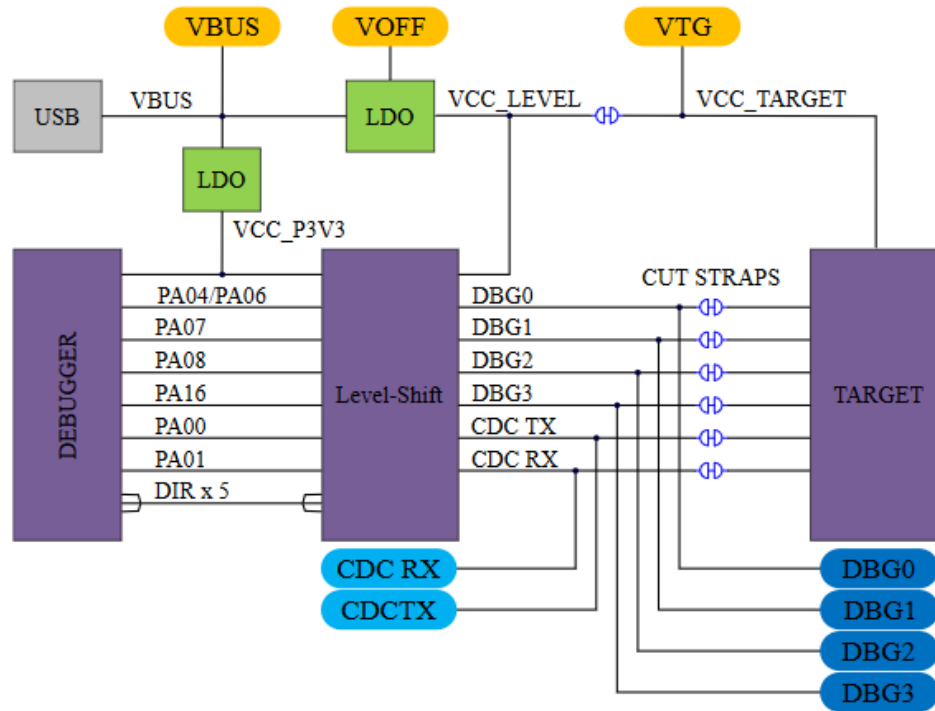 VBUS
VOFF
VTG
USB
VBUS
LDO
VCC_LEVEL
VCC_TARGET
LDO
VCC_P3V3
DEBUGGER
PA04/PA06
PA07
PA08
PA16
PA00
PA01
DIR x 5
Level-Shift
DBG0
DBG1
DBG2
DBG3
CDC TX
CDC RX
CUT STRAPS
TARGET
CDC RX
CDCTX
DBG0
DBG1
DBG2
DBG3